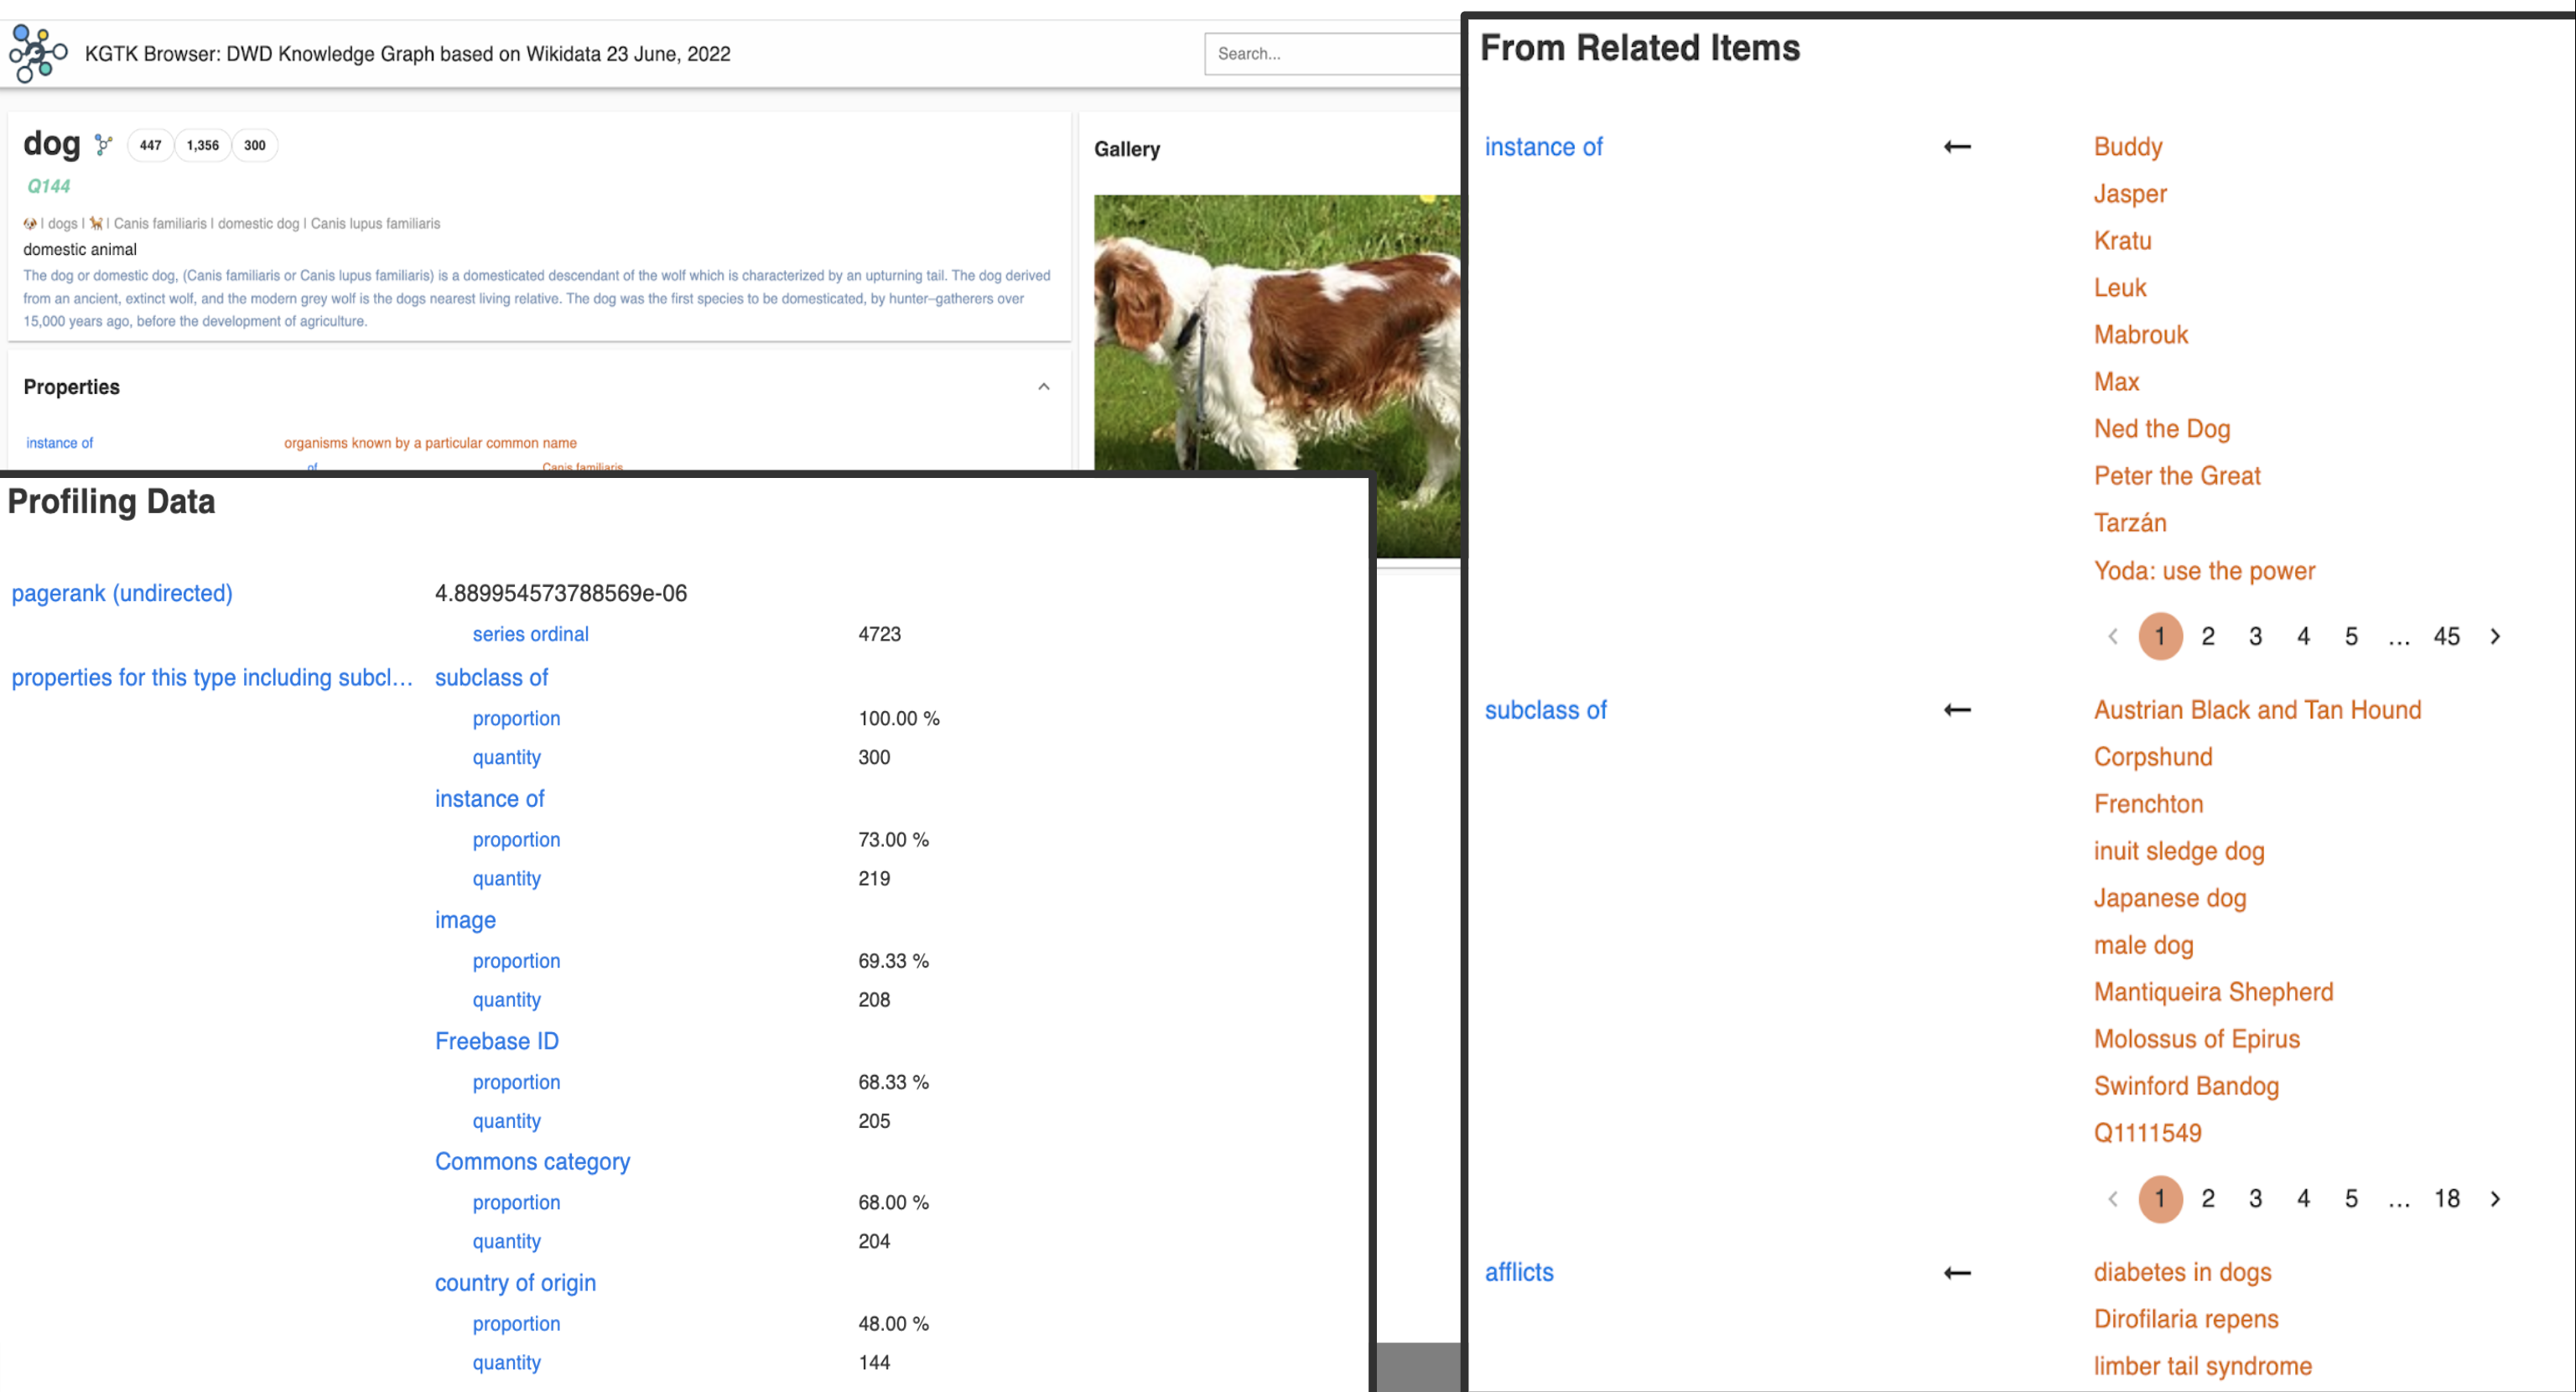 KGTK Browser: DWD Knowledge Graph based on Wikidata 23 June, 2022
Search...
dog 447 1,356 300
Q144
🐶 | dogs | 🐕 | Canis familiaris | domestic dog | Canis lupus familiaris
domestic animal
The dog or domestic dog, (Canis familiaris or Canis lupus familiaris) is a domesticated descendant of the wolf which is characterized by an upturning tail. The dog derived
from an ancient, extinct wolf, and the modern grey wolf is the dogs nearest living relative. The dog was the first species to be domesticated, by hunter–gatherers over
15,000 years ago, before the development of agriculture.
Properties
instance of organisms known by a particular common name
of Canis familiaris
Gallery
Profiling Data
pagerank (undirected) 4.889954573788569e-06
series ordinal 4723
properties for this type including subcl... subclass of
proportion 100.00 %
quantity 300
instance of
proportion 73.00 %
quantity 219
image
proportion 69.33 %
quantity 208
Freebase ID
proportion 68.33 %
quantity 205
Commons category
proportion 68.00 %
quantity 204
country of origin
proportion 48.00 %
quantity 144
From Related Items
instance of ← Buddy
Jasper
Kratu
Leuk
Mabrouk
Max
Ned the Dog
Peter the Great
Tarzán
Yoda: use the power
‹ 1 2 3 4 5 ... 45 ›
subclass of ← Austrian Black and Tan Hound
Corpshund
Frenchton
inuit sledge dog
Japanese dog
male dog
Mantiqueira Shepherd
Molossus of Epirus
Swinford Bandog
Q1111549
‹ 1 2 3 4 5 ... 18 ›
afflicts ← diabetes in dogs
Dirofilaria repens
limber tail syndrome